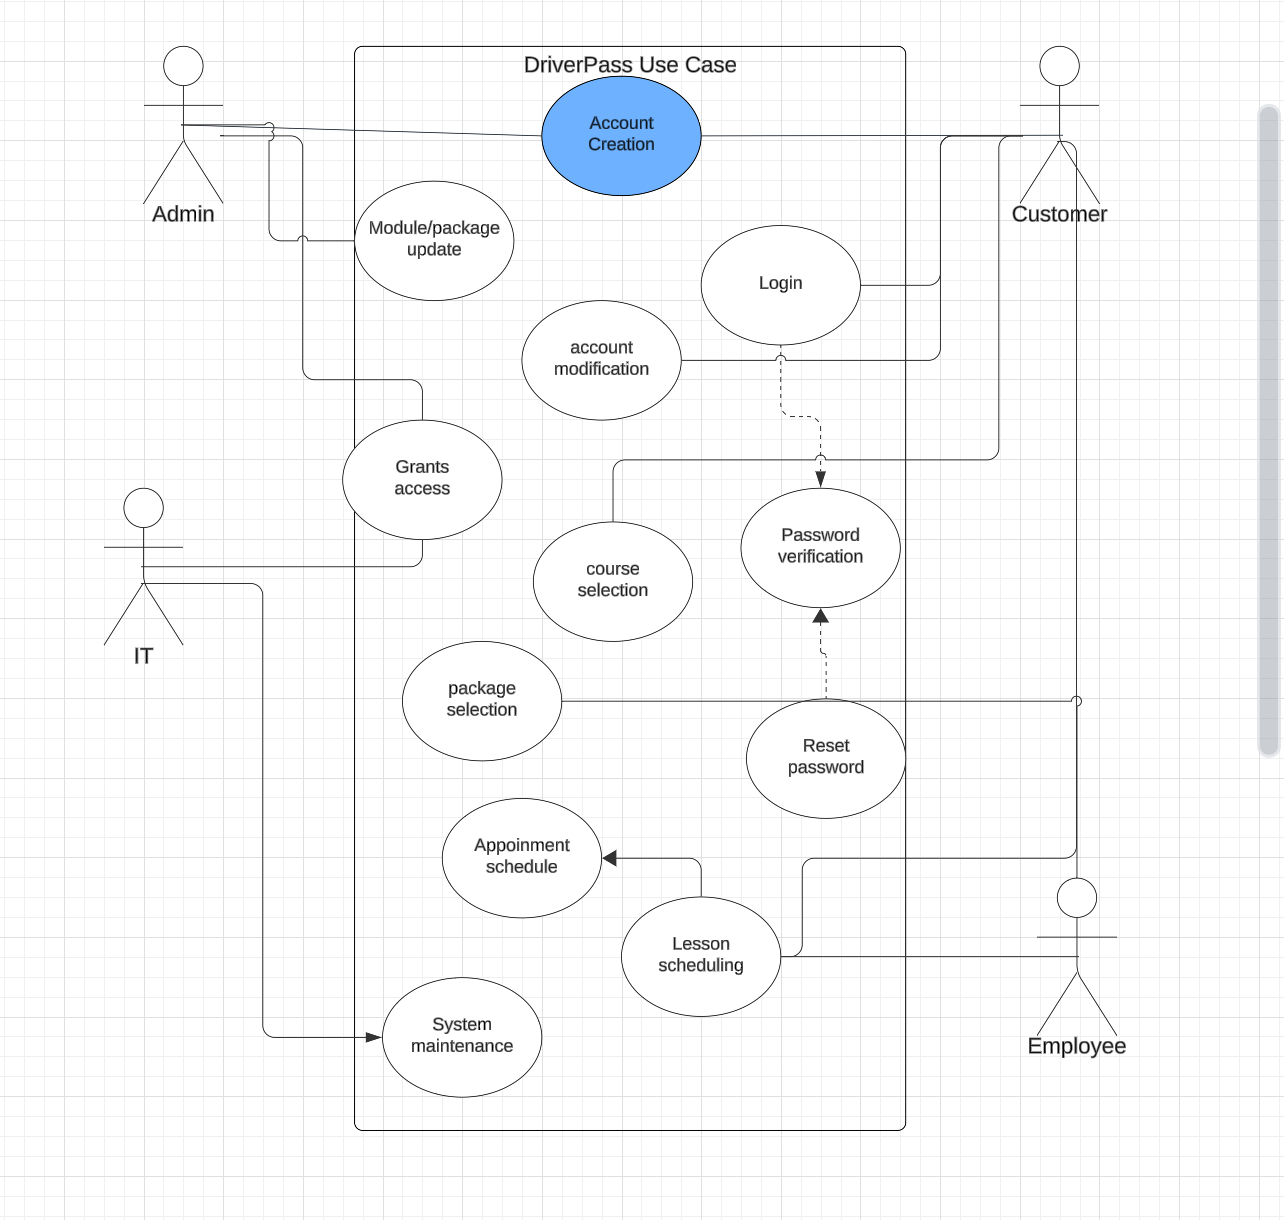 DriverPass Use Case
Account
Creation
Admin
Customer
Module/package
update
Login
account
modification
Grants
access
Password
verification
course
selection
IT
package
selection
Reset
password
Appoinment
schedule
Lesson
scheduling
System
maintenance
Employee